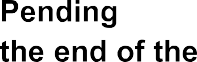 Pending
the end of the